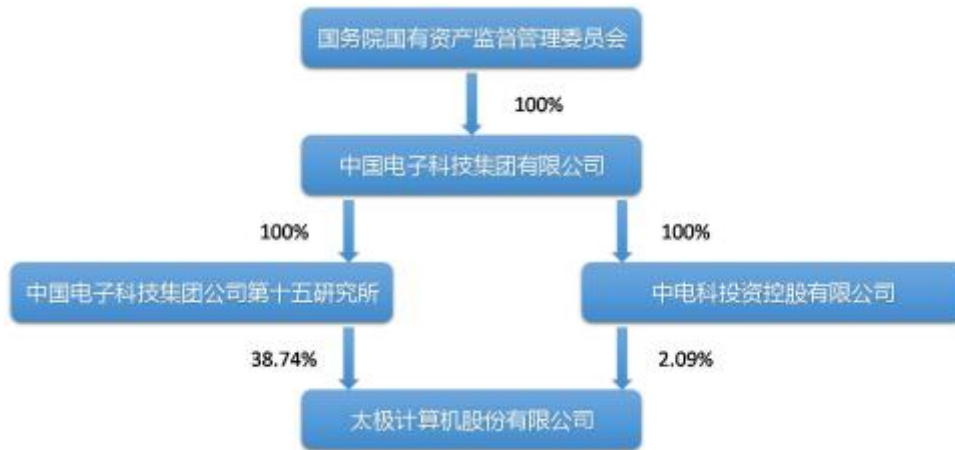 国务院国有资产监督管理委员会
100%
中国电子科技集团有限公司
100%
100%
中国电子科技集团公司第十五研究所
中电科投资控股有限公司
38.74%
2.09%
太极计算机股份有限公司